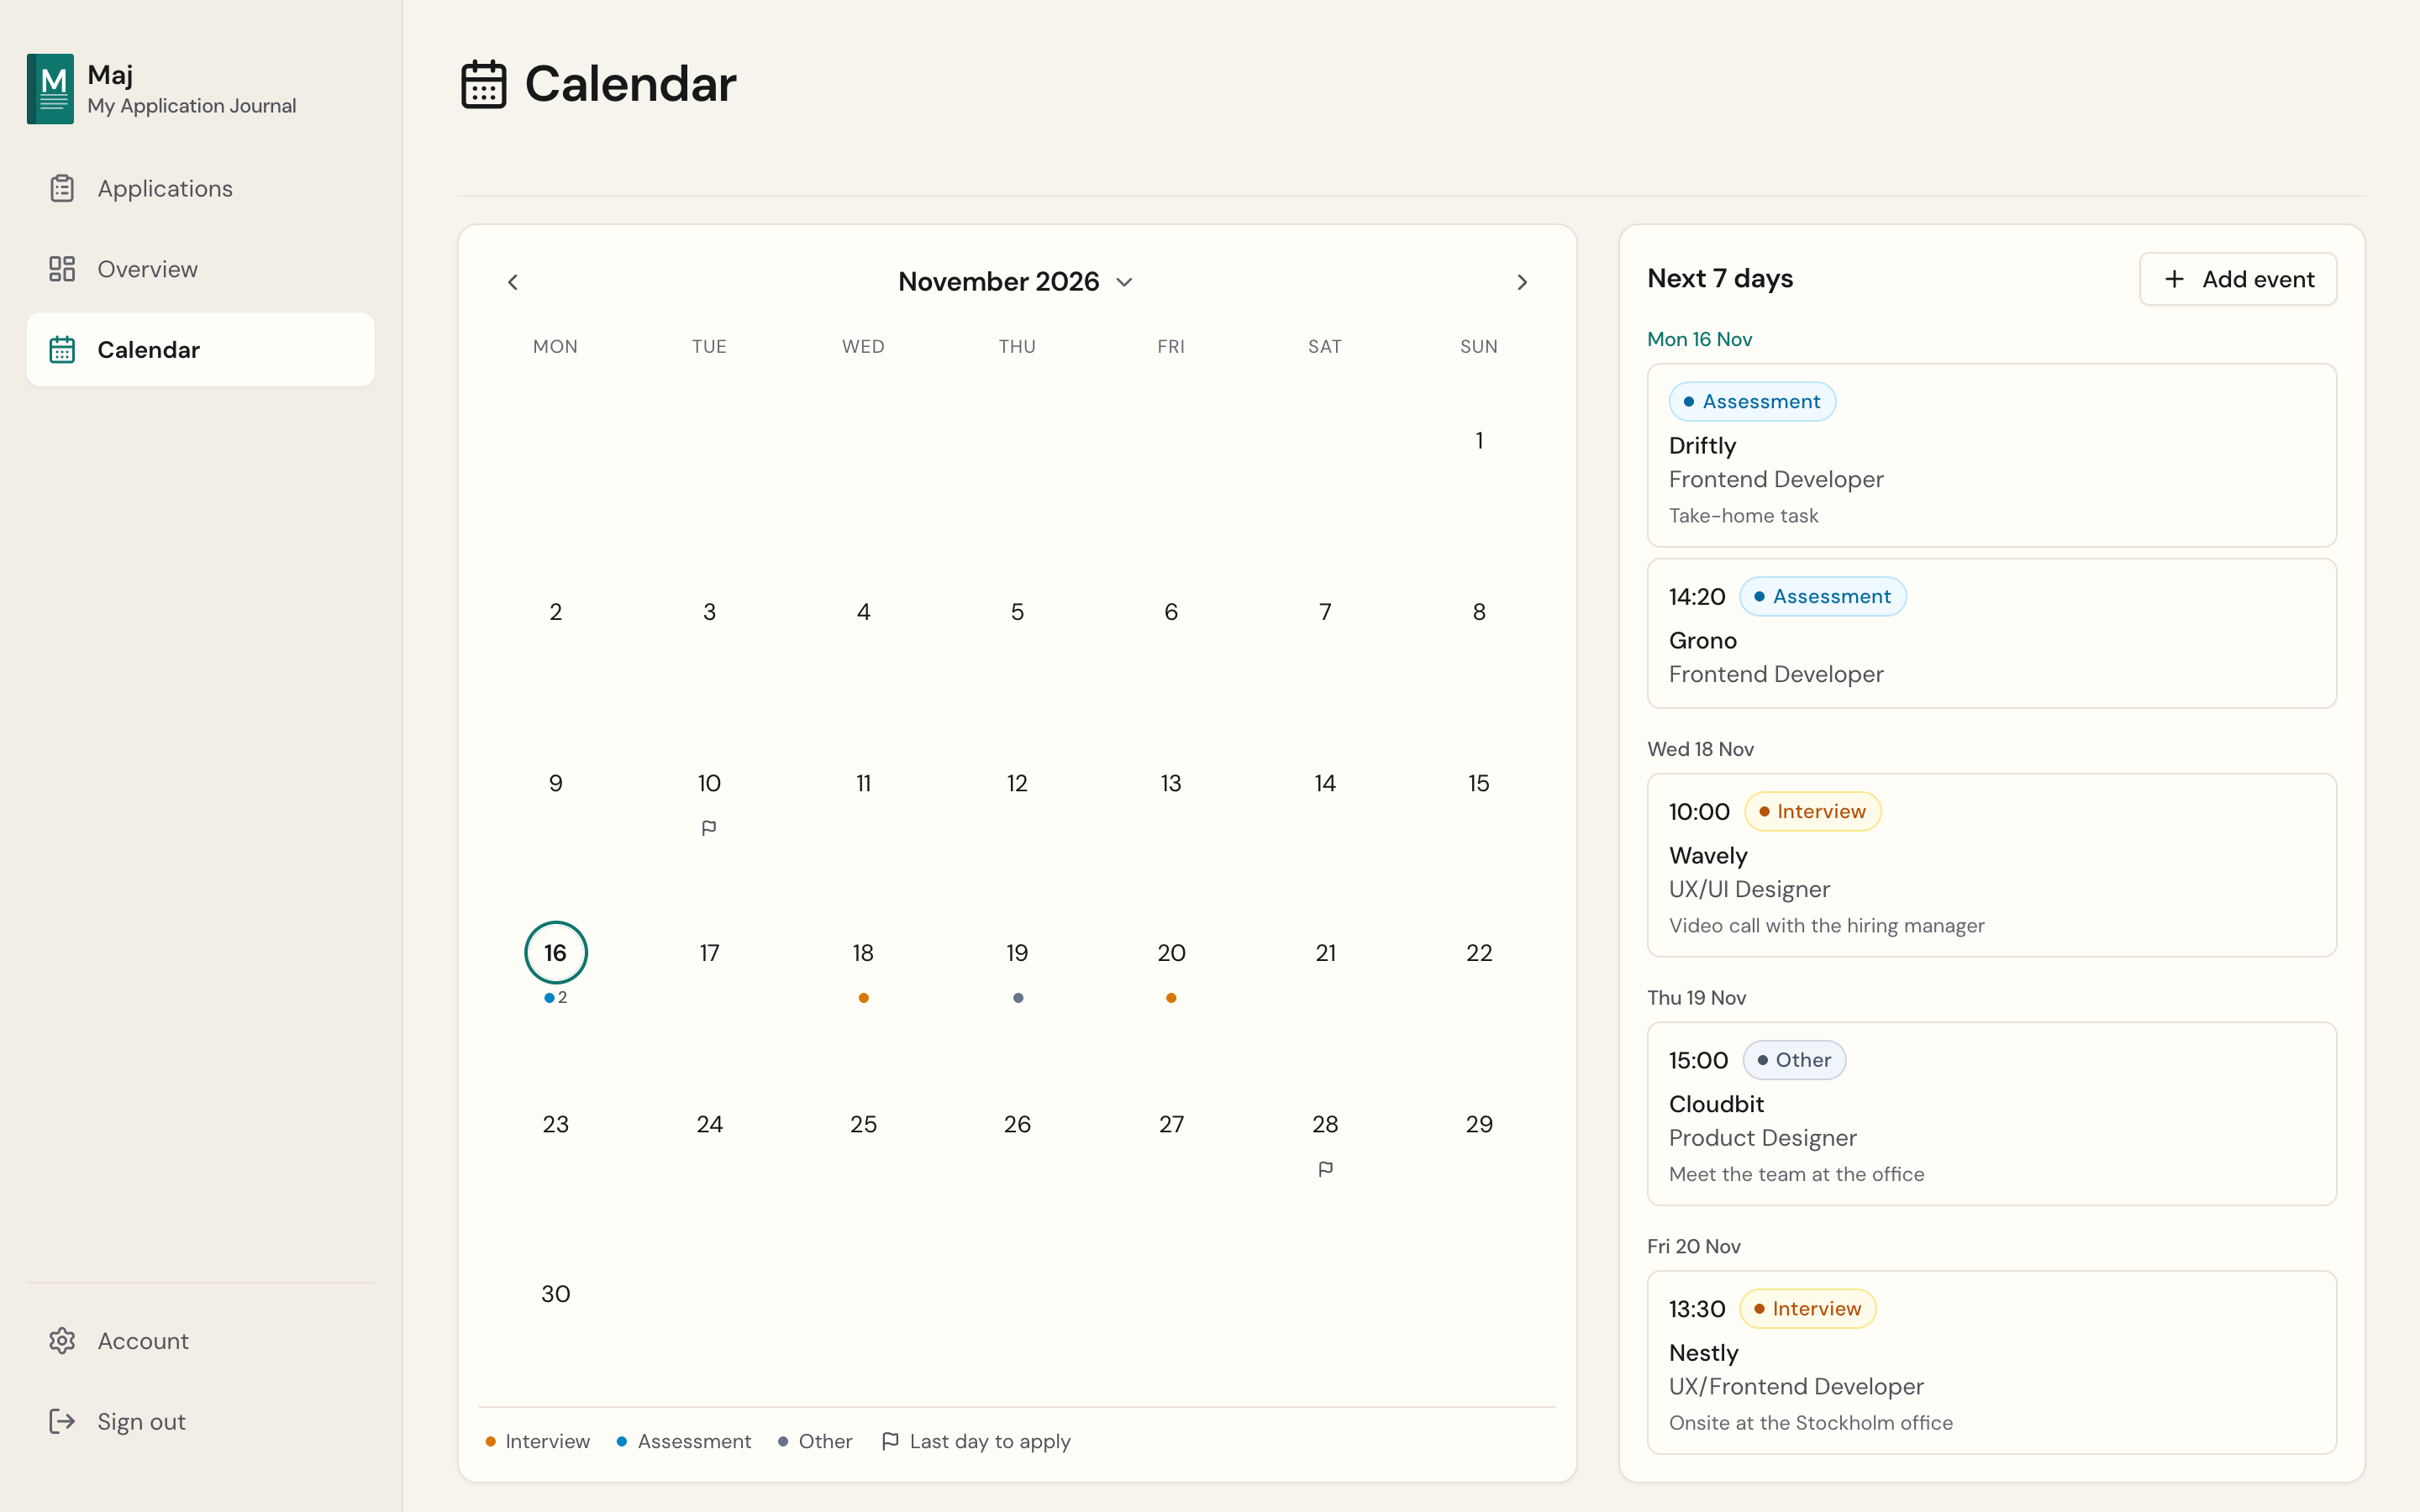 M
Maj
My Application Journal
Applications
Overview
Calendar
Account
Sign out
Calendar
November 2026
MON TUE WED THU FRI SAT SUN
1
2 3 4 5 6 7 8
9 10 11 12 13 14 15
16 17 18 19 20 21 22
2
23 24 25 26 27 28 29
30
Interview Assessment Other Last day to apply
Next 7 days
Add event
Mon 16 Nov
Assessment
Driftly
Frontend Developer
Take-home task
14:20 Assessment
Grono
Frontend Developer
Wed 18 Nov
10:00 Interview
Wavely
UX/UI Designer
Video call with the hiring manager
Thu 19 Nov
15:00 Other
Cloudbit
Product Designer
Meet the team at the office
Fri 20 Nov
13:30 Interview
Nestly
UX/Frontend Developer
Onsite at the Stockholm office